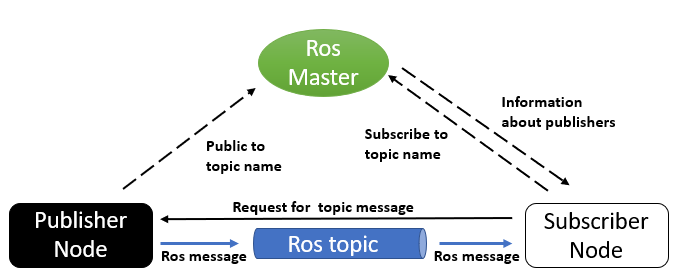 Ros
Master
Information
about publishers
Subscribe to
topic name
Public to
topic name
Request for  topic message
Publisher
Node
Ros message
Ros topic
Ros message
Subscriber
Node